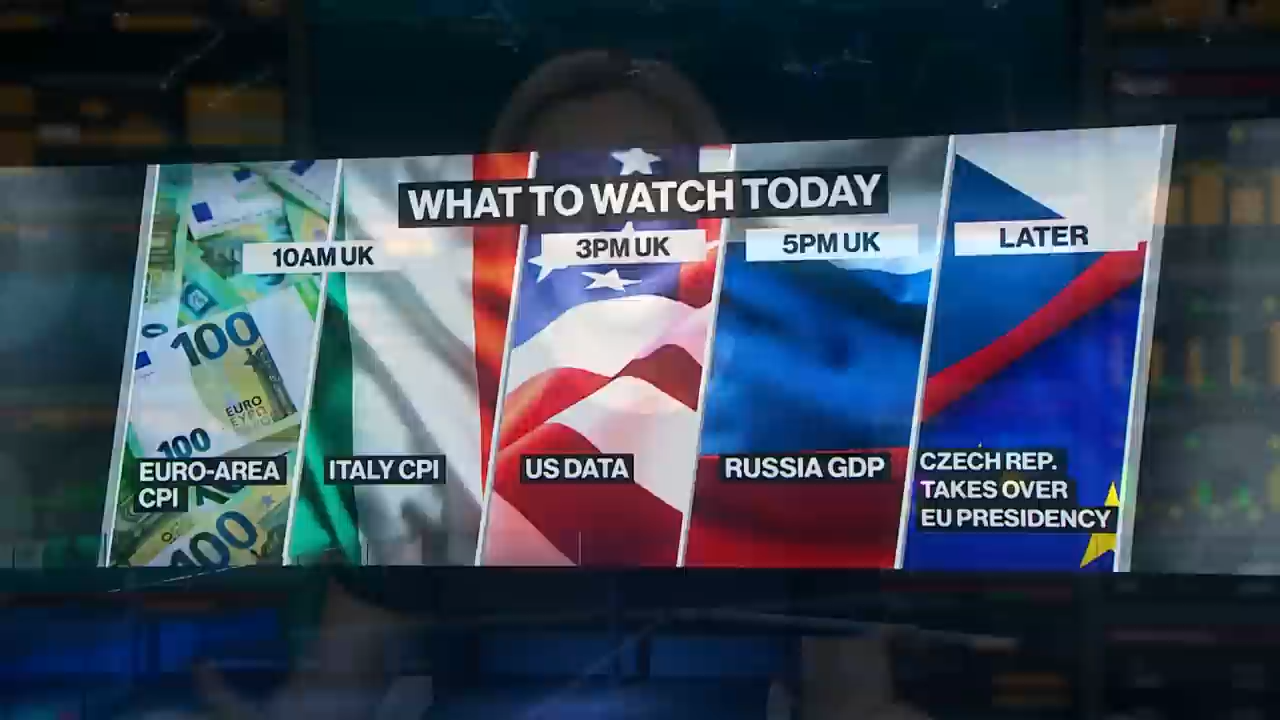 WHAT TO WATCH TODAY
10AM UK
3PM UK
5PM UK
LATER
100
EURO
100
100
EURO-AREA
CPI
ITALY CPI
US DATA
RUSSIA GDP
CZECH REP.
TAKES OVER
EU PRESIDENCY